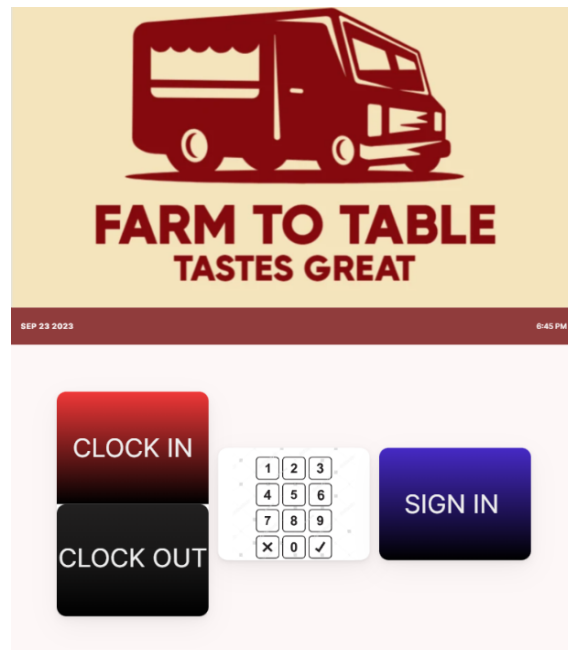 FARM TO TABLE
TASTES GREAT
SEP 23 2023 6:45 PM
CLOCK IN
CLOCK OUT
1 2 3
4 5 6
7 8 9
0
SIGN IN